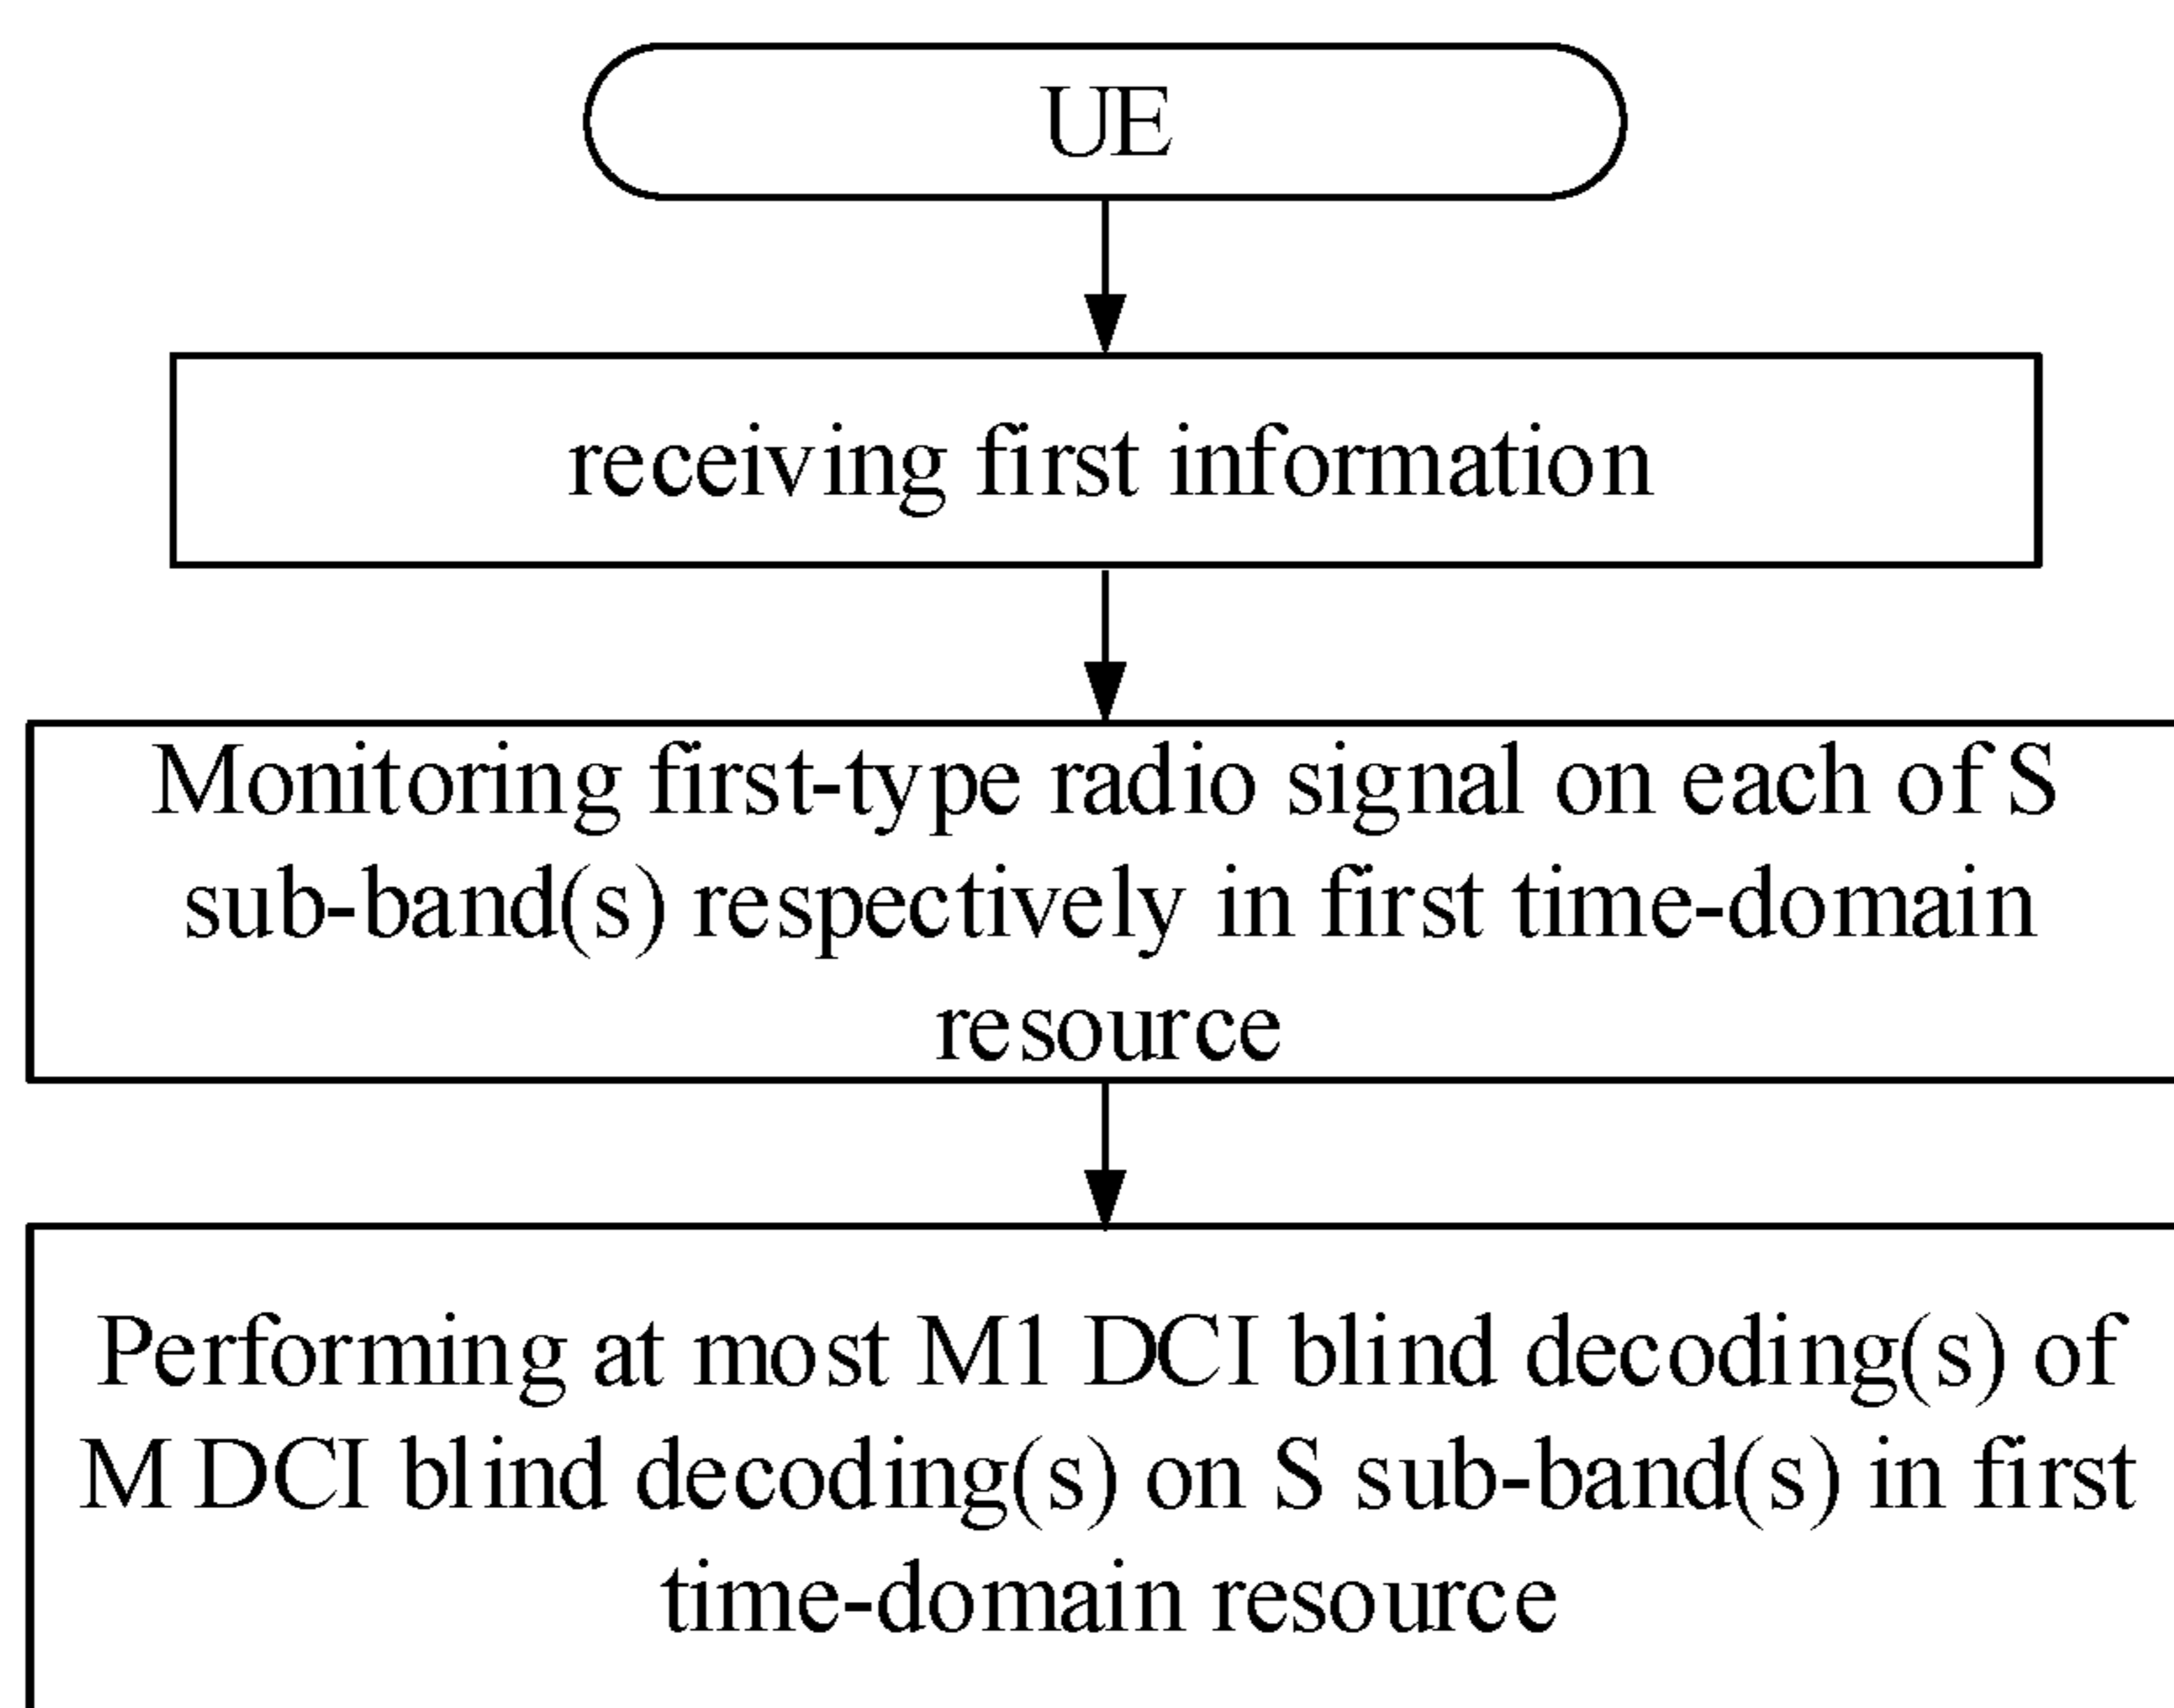 UE
receiving first information
Monitoring first-type radio signal on each of S
sub-band(s) respectively in first time-domain
resource
Performing at most M1 DCI blind decoding(s) of
M DCI blind decoding(s) on S sub-band(s) in first
time-domain resource